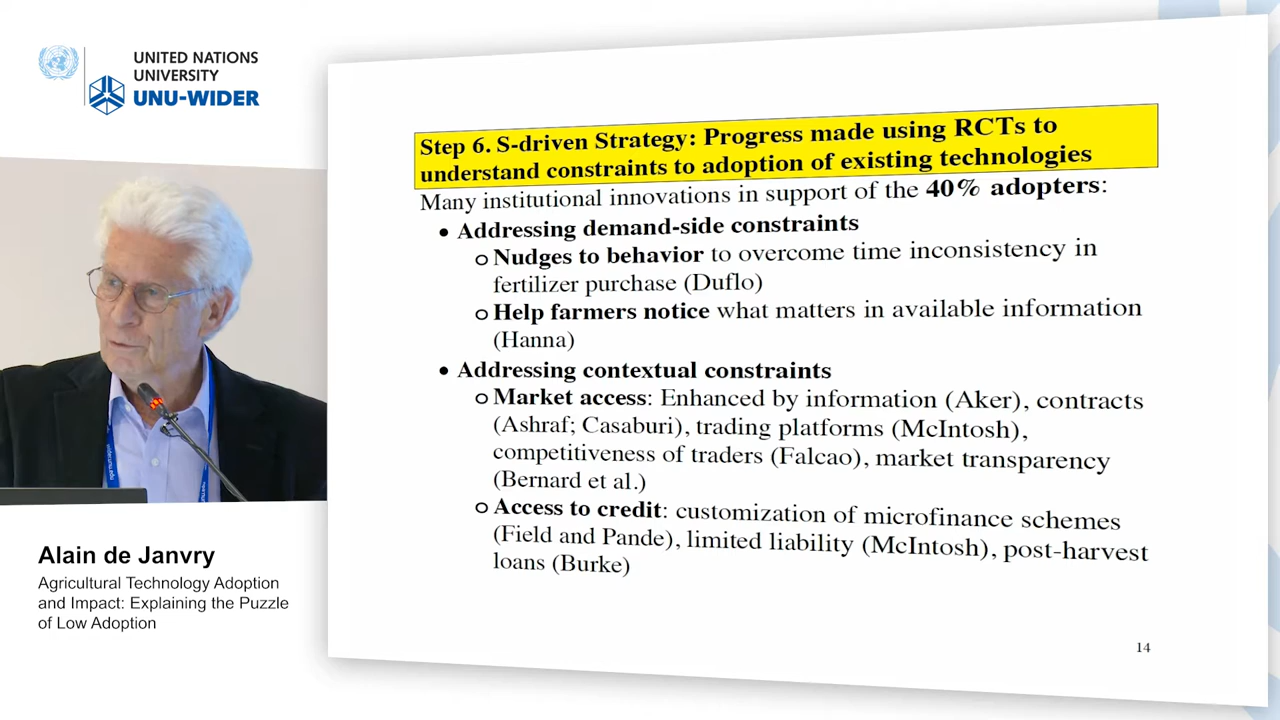 UNITED NATIONS
UNIVERSITY
UNU-WIDER
Alain de Janvry
Agricultural Technology Adoption
and Impact: Explaining the Puzzle
of Low Adoption
Step 6. S-driven Strategy: Progress made using RCTs to
understand constraints to adoption of existing technologies
Many institutional innovations in support of the 40% adopters:
• Addressing demand-side constraints
o Nudges to behavior to overcome time inconsistency in
fertilizer purchase (Duflo)
o Help farmers notice what matters in available information
(Hanna)
• Addressing contextual constraints
o Market access: Enhanced by information (Aker), contracts
(Ashraf; Casaburi), trading platforms (McIntosh),
competitiveness of traders (Falcao), market transparency
(Bernard et al.)
o Access to credit: customization of microfinance schemes
(Field and Pande), limited liability (McIntosh), post-harvest
loans (Burke)
14